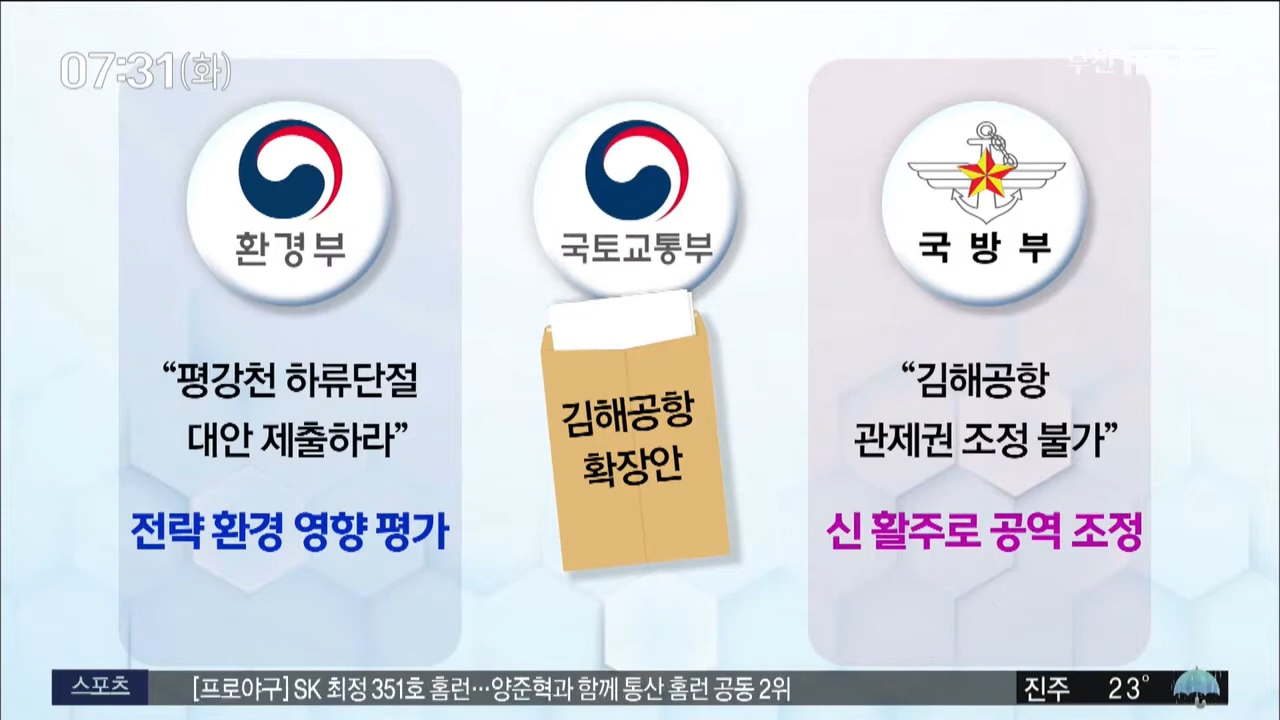 07:31(화)
환경부
“평강천 하류단절
대안 제출하라”
전략 환경 영향 평가
국토교통부
김해공항
확장안
국방부
“김해공항
관제권 조정 불가”
신 활주로 공역 조정
스포츠
[프로야구] SK 최정 351호 홈런…양준혁과 함께 통산 홈런 공동 2위
진주 23°